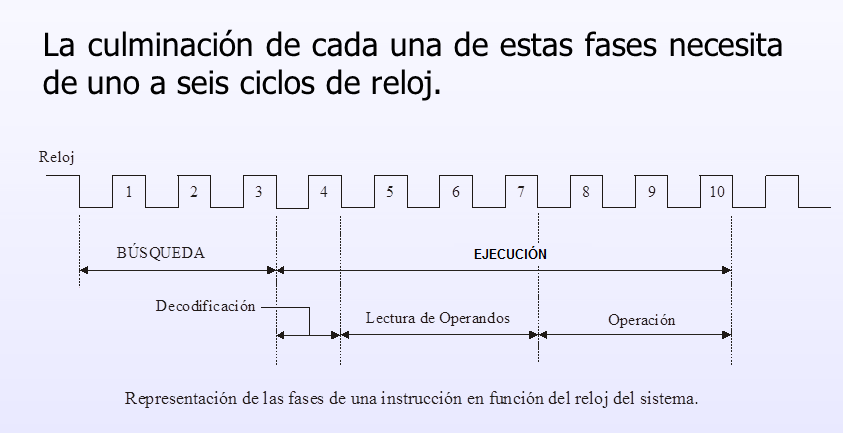 La culminación de cada una de estas fases necesita
de uno a seis ciclos de reloj.
Reloj
1 2 3 4 5 6 7 8 9 10
BÚSQUEDA EJECUCIÓN
Decodificación Lectura de Operandos Operación
Representación de las fases de una instrucción en función del reloj del sistema.